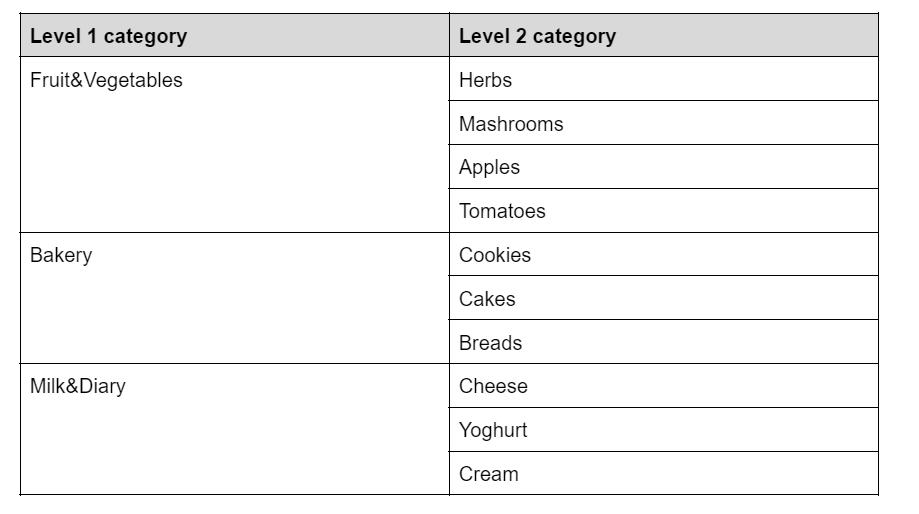 Level 1 category Level 2 category
Fruit&Vegetables Herbs
Mashrooms
Apples
Tomatoes
Bakery Cookies
Cakes
Breads
Milk&Diary Cheese
Yoghurt
Cream